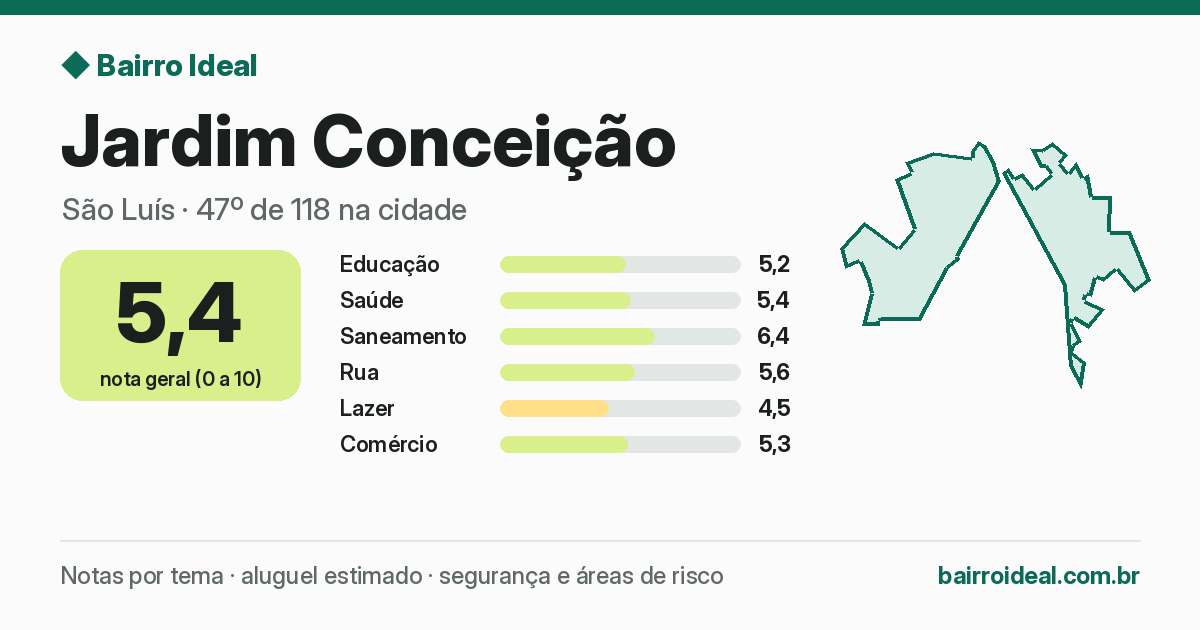 Bairro Ideal
Jardim Conceição
São Luís · 47º de 118 na cidade
5,4
nota geral (0 a 10)
Educação 5,2
Saúde 5,4
Saneamento 6,4
Rua 5,6
Lazer 4,5
Comércio 5,3
Notas por tema · aluguel estimado · segurança e áreas de risco
bairroideal.com.br